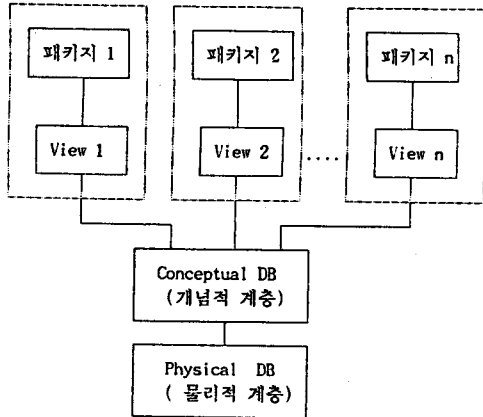 패키지 1
패키지 2
패키지 n
View 1
View 2
....
View n
Conceptual DB
(개념적 계층)
Physical DB
( 물리적 계층)